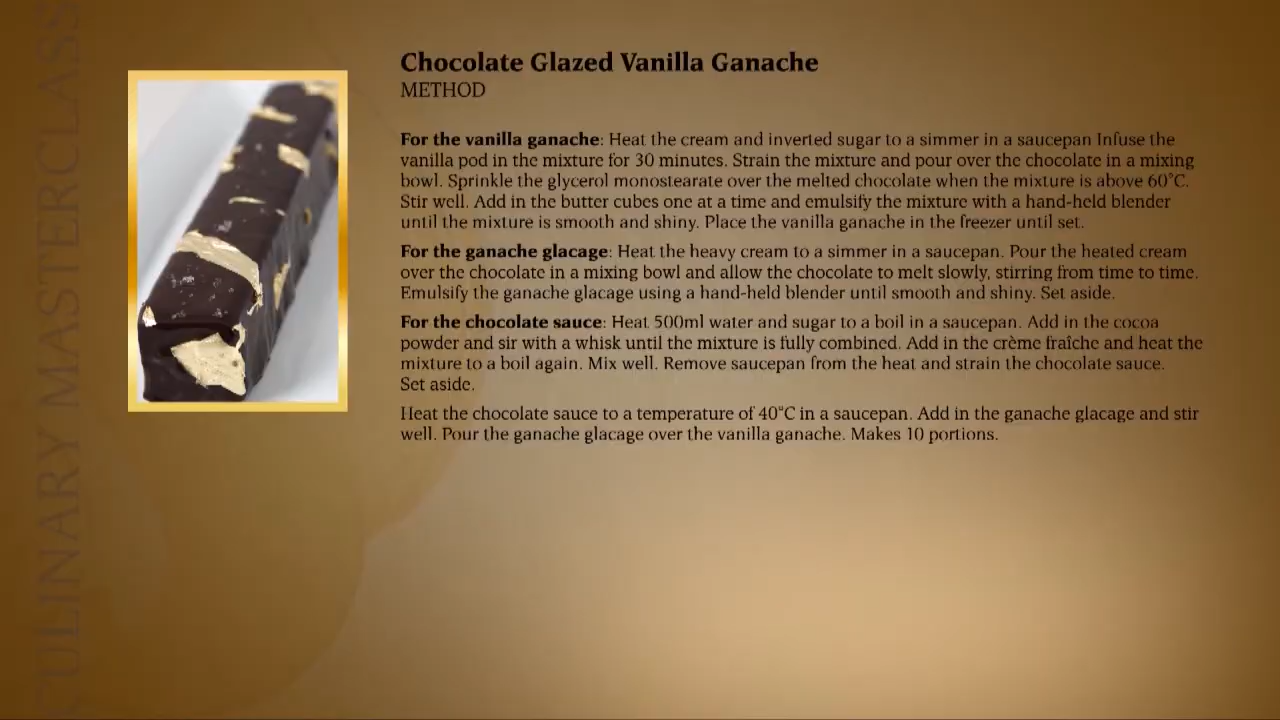 CULINARY MASTERCLASS
Chocolate Glazed Vanilla Ganache
METHOD
For the vanilla ganache: Heat the cream and inverted sugar to a simmer in a saucepan Infuse the
vanilla pod in the mixture for 30 minutes. Strain the mixture and pour over the chocolate in a mixing
bowl. Sprinkle the glycerol monostearate over the melted chocolate when the mixture is above 60°C.
Stir well. Add in the butter cubes one at a time and emulsify the mixture with a hand-held blender
until the mixture is smooth and shiny. Place the vanilla ganache in the freezer until set.
For the ganache glacage: Heat the heavy cream to a simmer in a saucepan. Pour the heated cream
over the chocolate in a mixing bowl and allow the chocolate to melt slowly, stirring from time to time.
Emulsify the ganache glacage using a hand-held blender until smooth and shiny. Set aside.
For the chocolate sauce: Heat 500ml water and sugar to a boil in a saucepan. Add in the cocoa
powder and sir with a whisk until the mixture is fully combined. Add in the crème fraîche and heat the
mixture to a boil again. Mix well. Remove saucepan from the heat and strain the chocolate sauce.
Set aside.
Heat the chocolate sauce to a temperature of 40°C in a saucepan. Add in the ganache glacage and stir
well. Pour the ganache glacage over the vanilla ganache. Makes 10 portions.